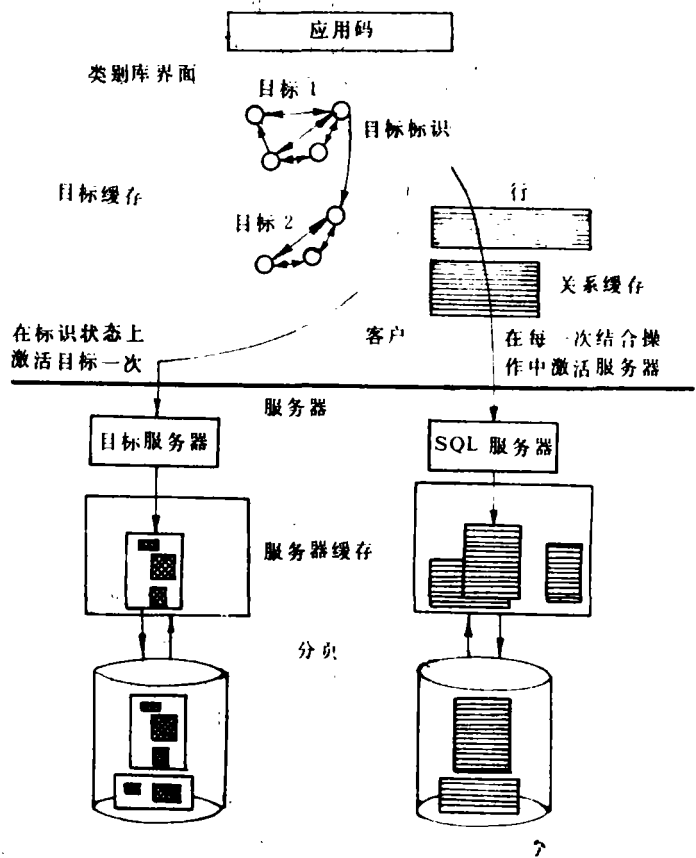 应用码
类别库界面
目标 1
目标标识
目标缓存
目标 2
行
关系缓存
在标识状态上
激活目标一次
客户
在每一次结合操
作中激活服务器
服务器
目标服务器
SQL 服务器
服务器缓存
分页
个